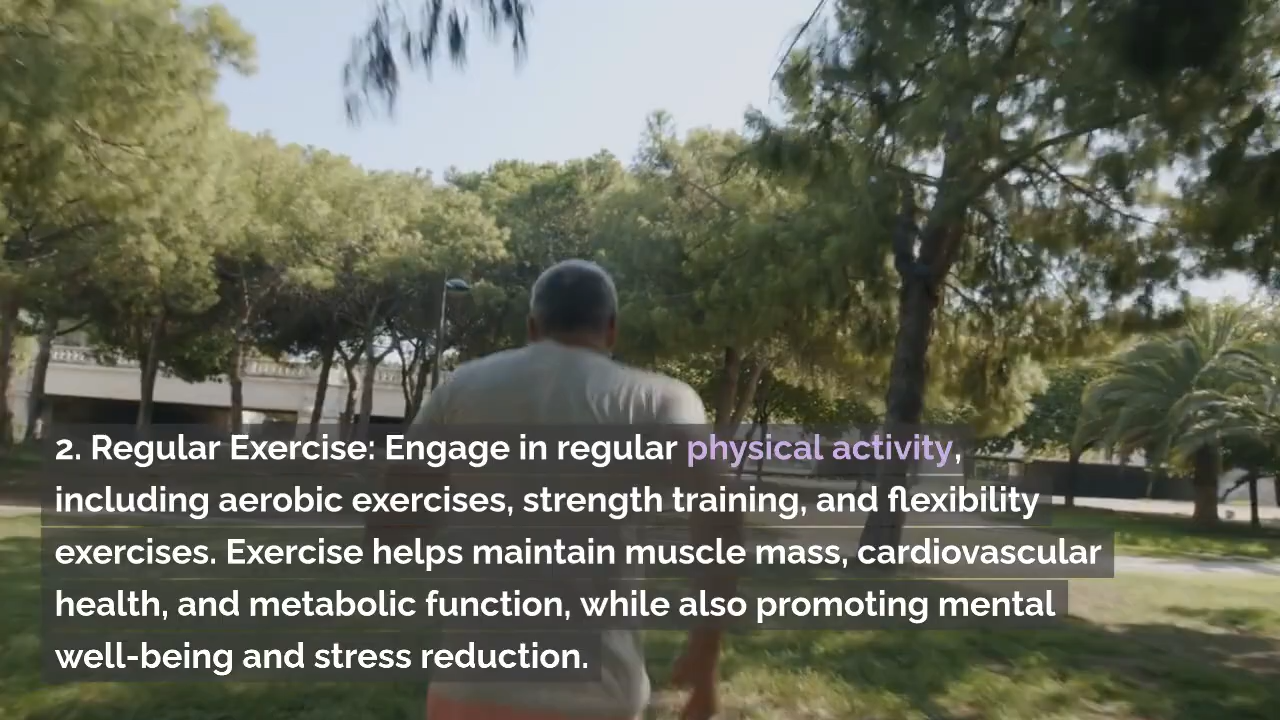 2. Regular Exercise: Engage in regular physical activity,
including aerobic exercises, strength training, and flexibility
exercises. Exercise helps maintain muscle mass, cardiovascular
health, and metabolic function, while also promoting mental
well-being and stress reduction.